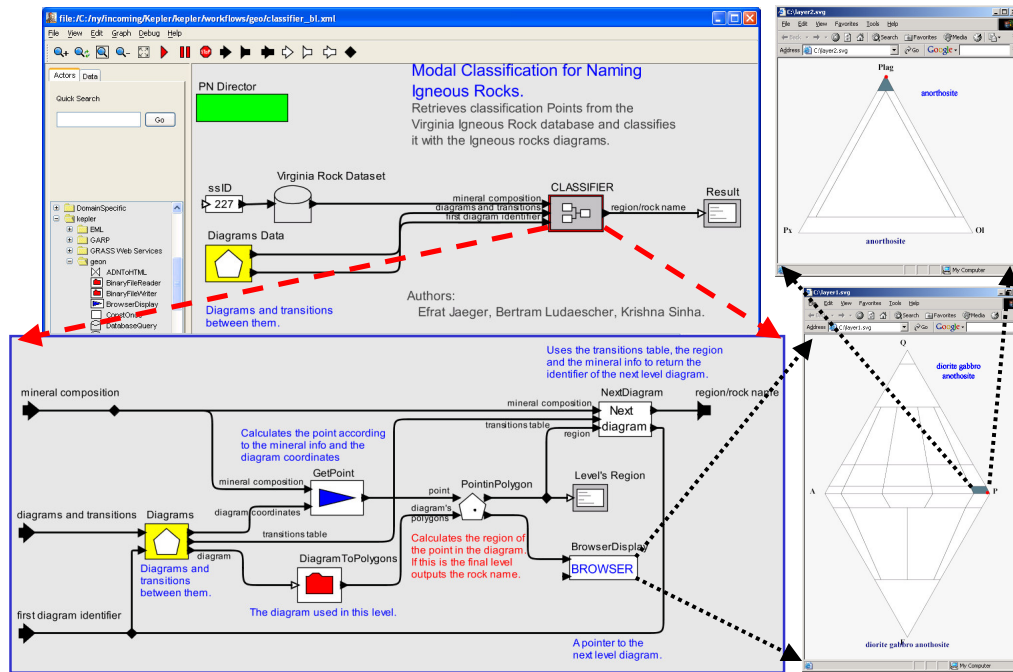 file:/C:/ny/incoming/Kepler/kepler/workflows/geo/classifier_bl.xml
File View Edit Graph Debug Help
Actors Data
Quick Search
Go
DomainSpecific
kepler
EML
GARP
GRASS Web Services
geon
ADNToHTML
BinaryFileReader
BinaryFileWriter
BrowserDisplay
ConstOnce
DatabaseQuery
PN Director
Modal Classification for Naming
Igneous Rocks.
Retrieves classification Points from the
Virginia Igneous Rock database and classifies
it with the Igneous rocks diagrams.
ssID
227
Virginia Rock Dataset
Diagrams Data
Diagrams and transitions
between them.
mineral composition
diagrams and transitions
first diagram identifier
CLASSIFIER
region/rock name
Result
Authors:
Efrat Jaeger, Bertram Ludaescher, Krishna Sinha.
Uses the transitions table, the region
and the mineral info to return the
identifier of the next level diagram.
mineral composition
mineral composition
NextDiagram
Next
diagram
region/rock name
transitions table
region
Calculates the point according
to the mineral info and the
diagram coordinates
GetPoint
mineral composition
diagram coordinates
point
PointinPolygon
diagram's
polygons
Level's Region
diagrams and transitions
Diagrams
transitions table
diagram
Diagrams and
transitions
between them.
DiagramToPolygons
The diagram used in this level.
Calculates the region of
the point in the diagram.
If this is the final level
outputs the rock name.
BrowserDisplay
BROWSER
first diagram identifier
A pointer to the
next level diagram.
C:\layer2.svg
File Edit View Favorites Tools Help
Back Search Favorites Media
Address C:\layer2.svg Go Google
Plag
anorthosite
Px
Ol
anorthosite
My Computer
C:\layer1.svg
File Edit View Favorites Tools Help
Search Favorites Media
Address C:\layer1.svg Go Google
Q
diorite gabbro
anothosite
A
P
F
diorite gabbro anothosite
My Computer